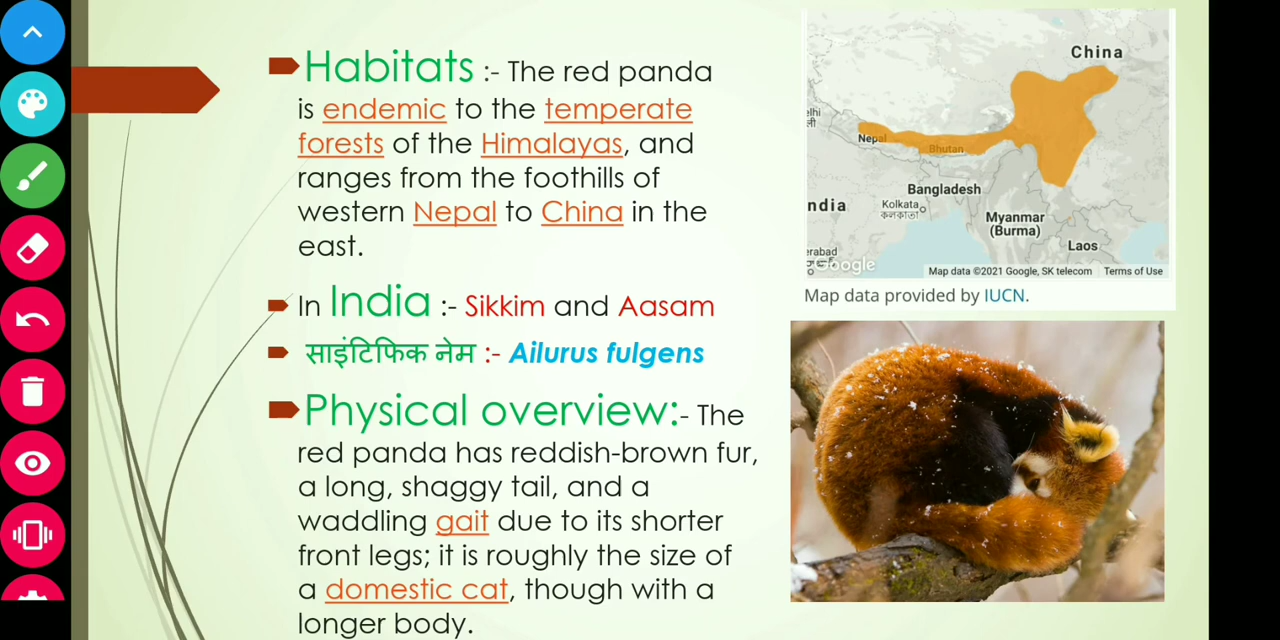 Habitats :- The red panda
is endemic to the temperate
forests of the Himalayas, and
ranges from the foothills of
western Nepal to China in the
east.
In India :- Sikkim and Aasam
साइंटिफिक नेम :- Ailurus fulgens
Physical overview:- The
red panda has reddish-brown fur,
a long, shaggy tail, and a
waddling gait due to its shorter
front legs; it is roughly the size of
a domestic cat, though with a
longer body.
China
lhi
ली
Nepal
Bhutan
Bangladesh
ndia
Kolkata
কলকাতা
Myanmar
(Burma)
Laos
erabad
Google
Map data ©2021 Google, SK telecom Terms of Use
Map data provided by IUCN.